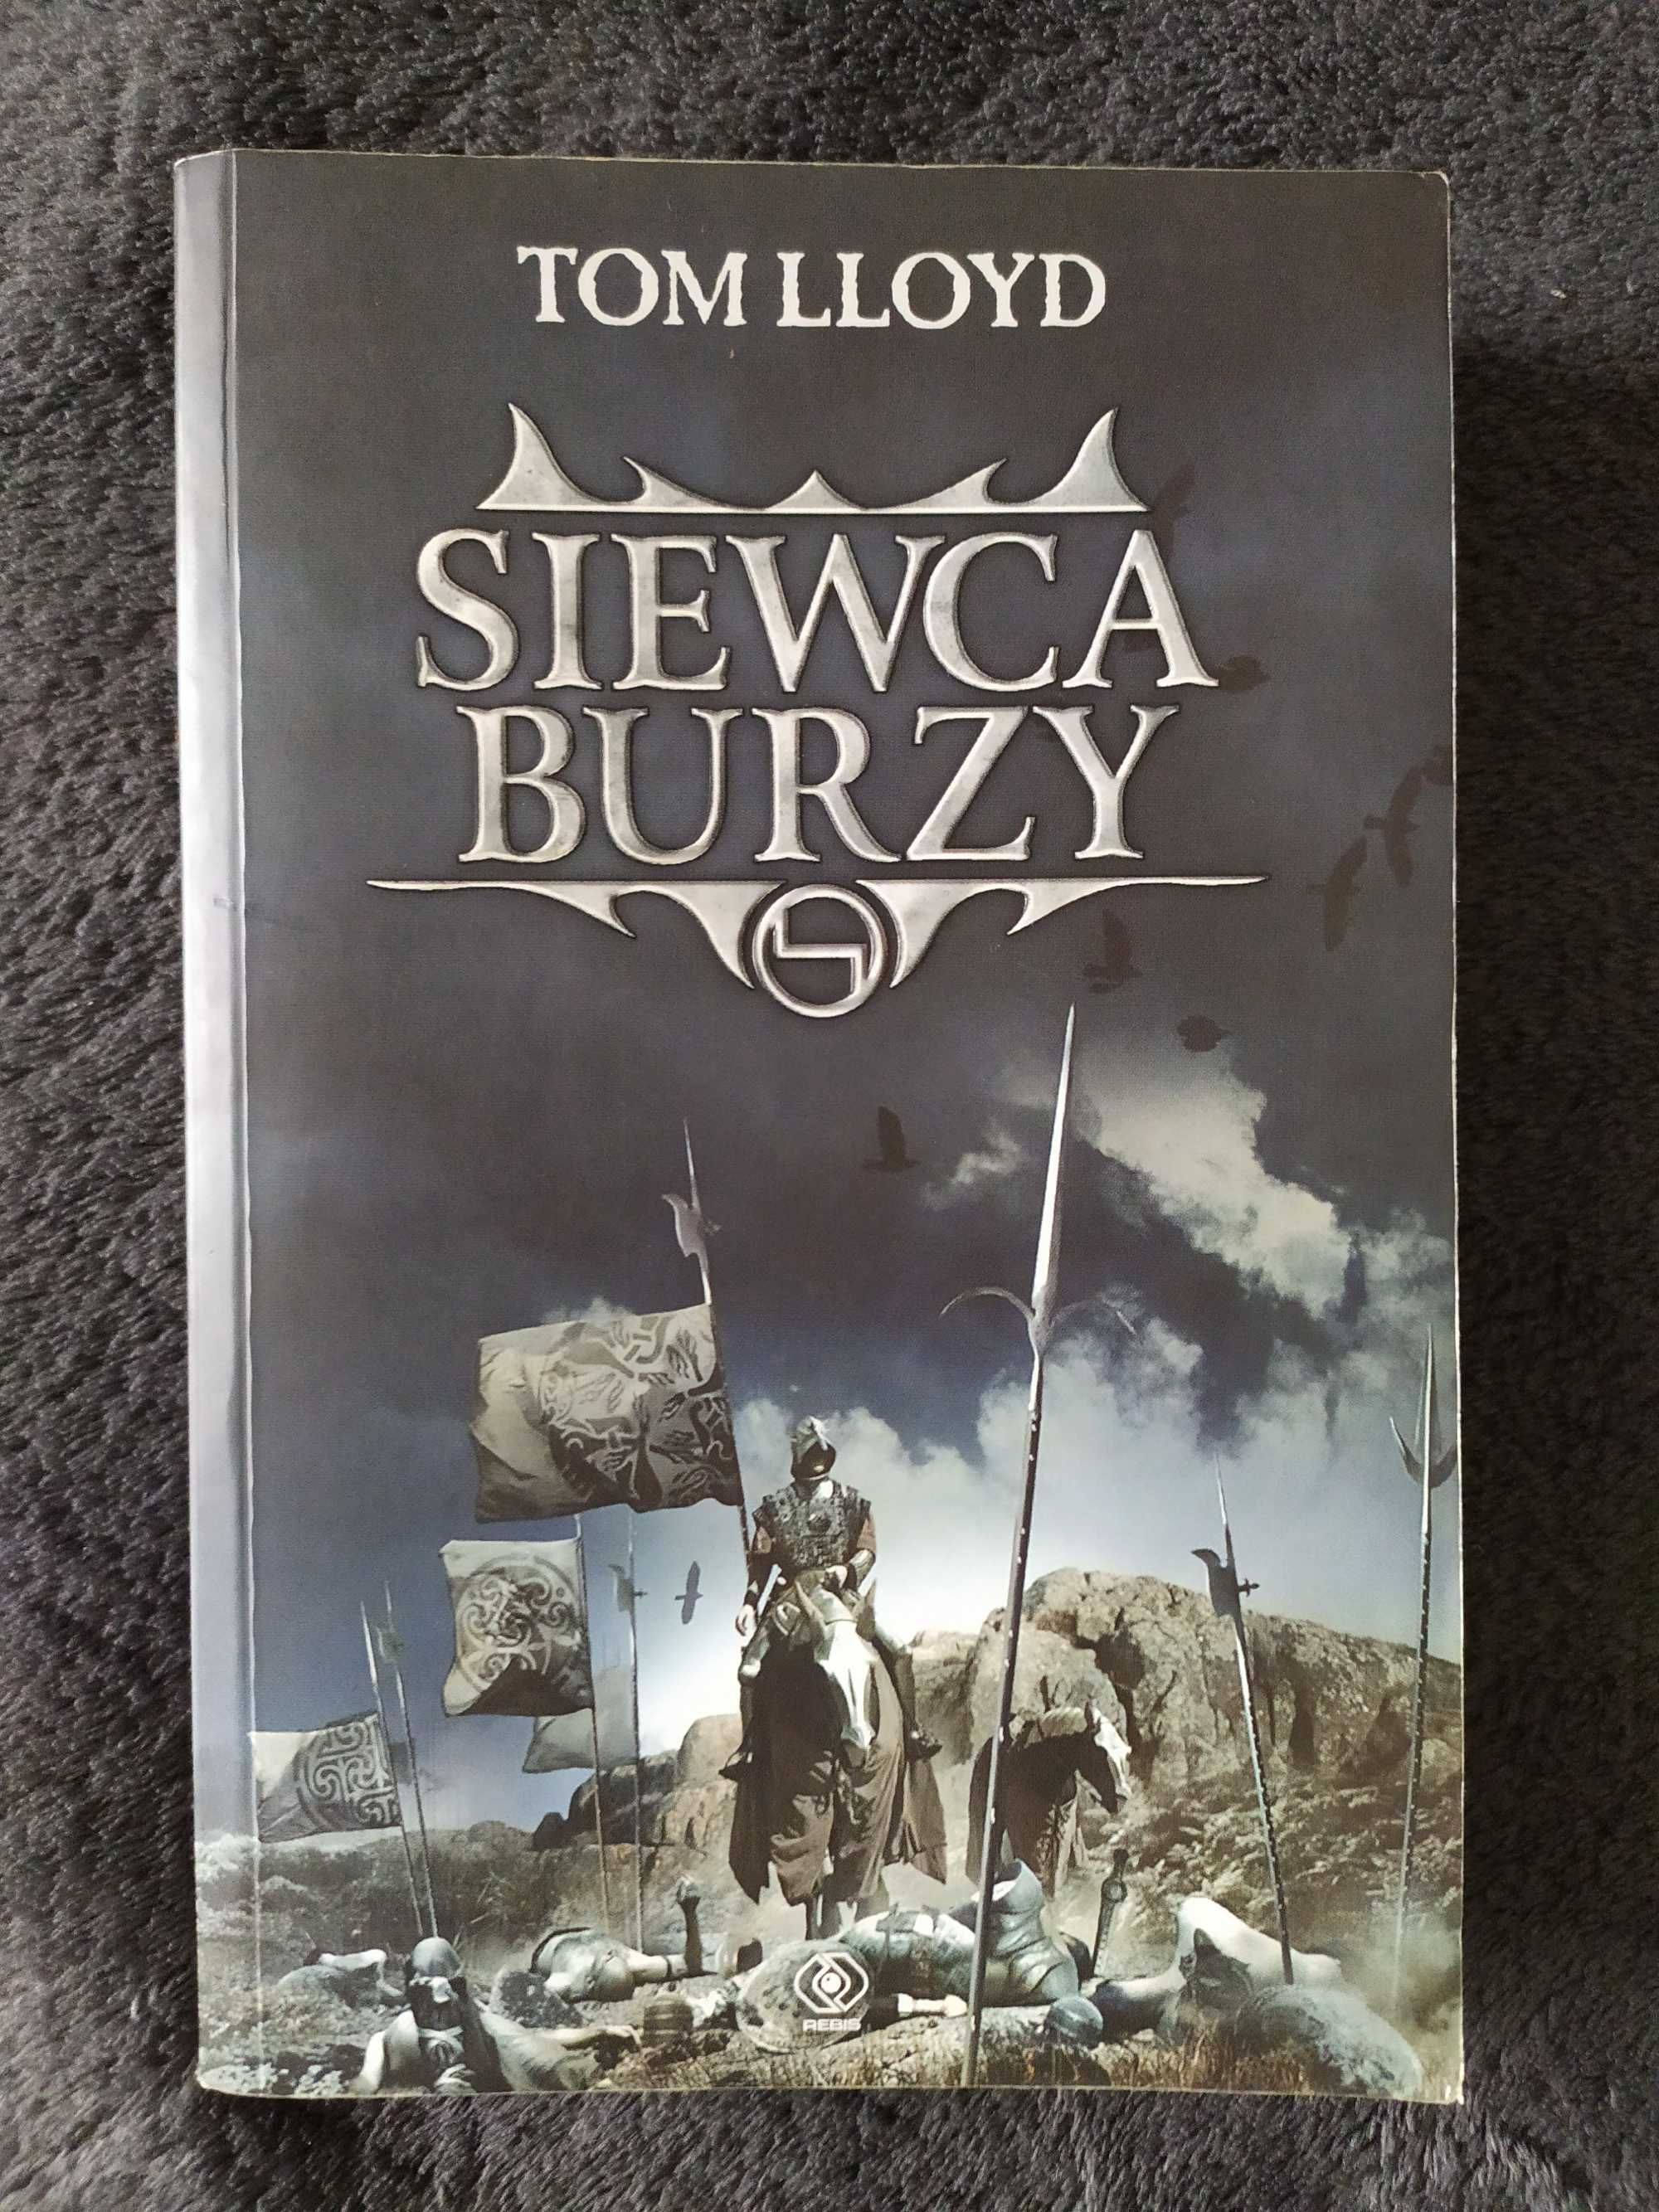 TOM LLOYD
SIEWCA
BURZY
REBIS